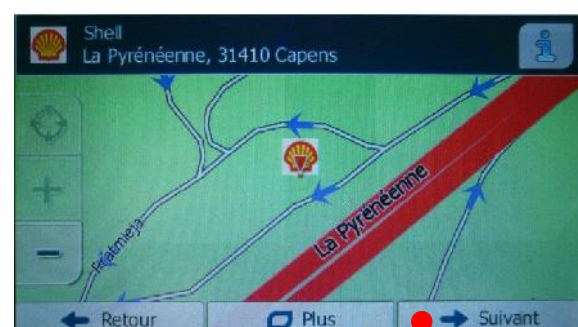 Shell
La Pyrénéenne, 31410 Capens
La Pyrénéenne
Retour
Plus
Suivant